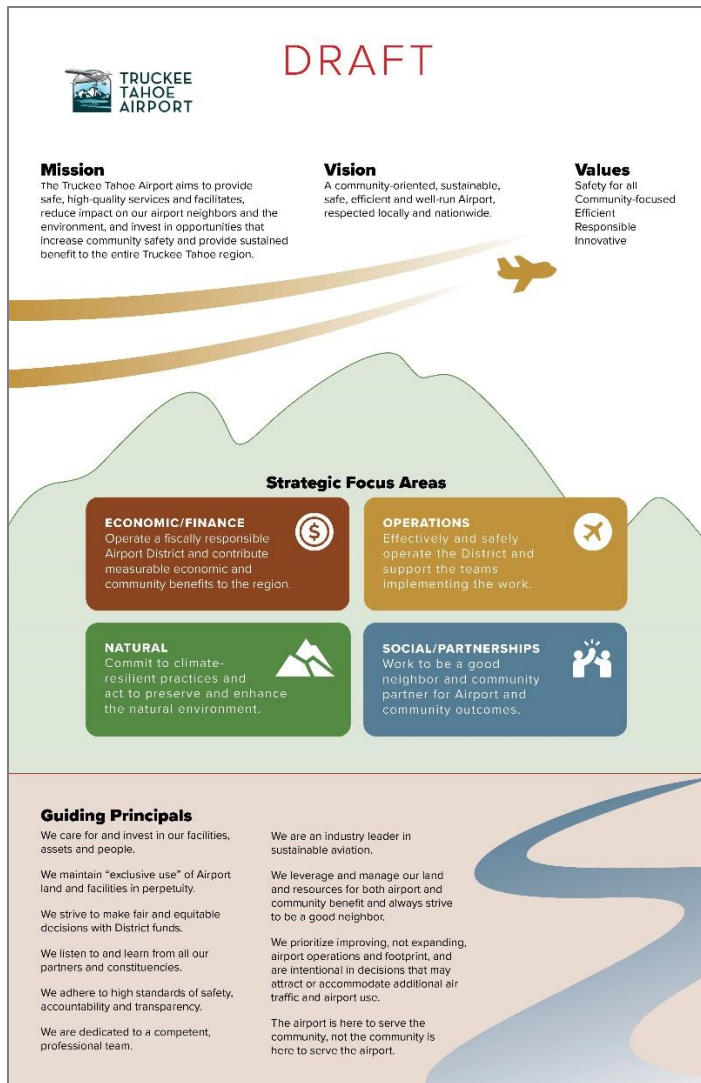 DRAFT
TRUCKEE
TAHOE
AIRPORT
Mission
The Truckee Tahoe Airport aims to provide
safe, high-quality services and facilitates,
reduce impact on our airport neighbors and the
environment, and invest in opportunities that
increase community safety and provide sustained
benefit to the entire Truckee Tahoe region.
Vision
A community-oriented, sustainable,
safe, efficient and well-run Airport,
respected locally and nationwide.
Values
Safety for all
Community-focused
Efficient
Responsible
Innovative
Strategic Focus Areas
ECONOMIC/FINANCE
Operate a fiscally responsible
Airport District and contribute
measurable economic and
community benefits to the region.
$
OPERATIONS
Effectively and safely
operate the District and
support the teams
implementing the work.
NATURAL
Commit to climate-
resilient practices and
act to preserve and enhance
the natural environment.
SOCIAL/PARTNERSHIPS
Work to be a good
neighbor and community
partner for Airport and
community outcomes.
Guiding Principals
We care for and invest in our facilities,
assets and people.
We maintain “exclusive use” of Airport
land and facilities in perpetuity.
We strive to make fair and equitable
decisions with District funds.
We listen to and learn from all our
partners and constituencies.
We adhere to high standards of safety,
accountability and transparency.
We are dedicated to a competent,
professional team.
We are an industry leader in
sustainable aviation.
We leverage and manage our land
and resources for both airport and
community benefit and always strive
to be a good neighbor.
We prioritize improving, not expanding,
airport operations and footprint, and
are intentional in decisions that may
attract or accommodate additional air
traffic and airport use.
The airport is here to serve the
community, not the community is
here to serve the airport.